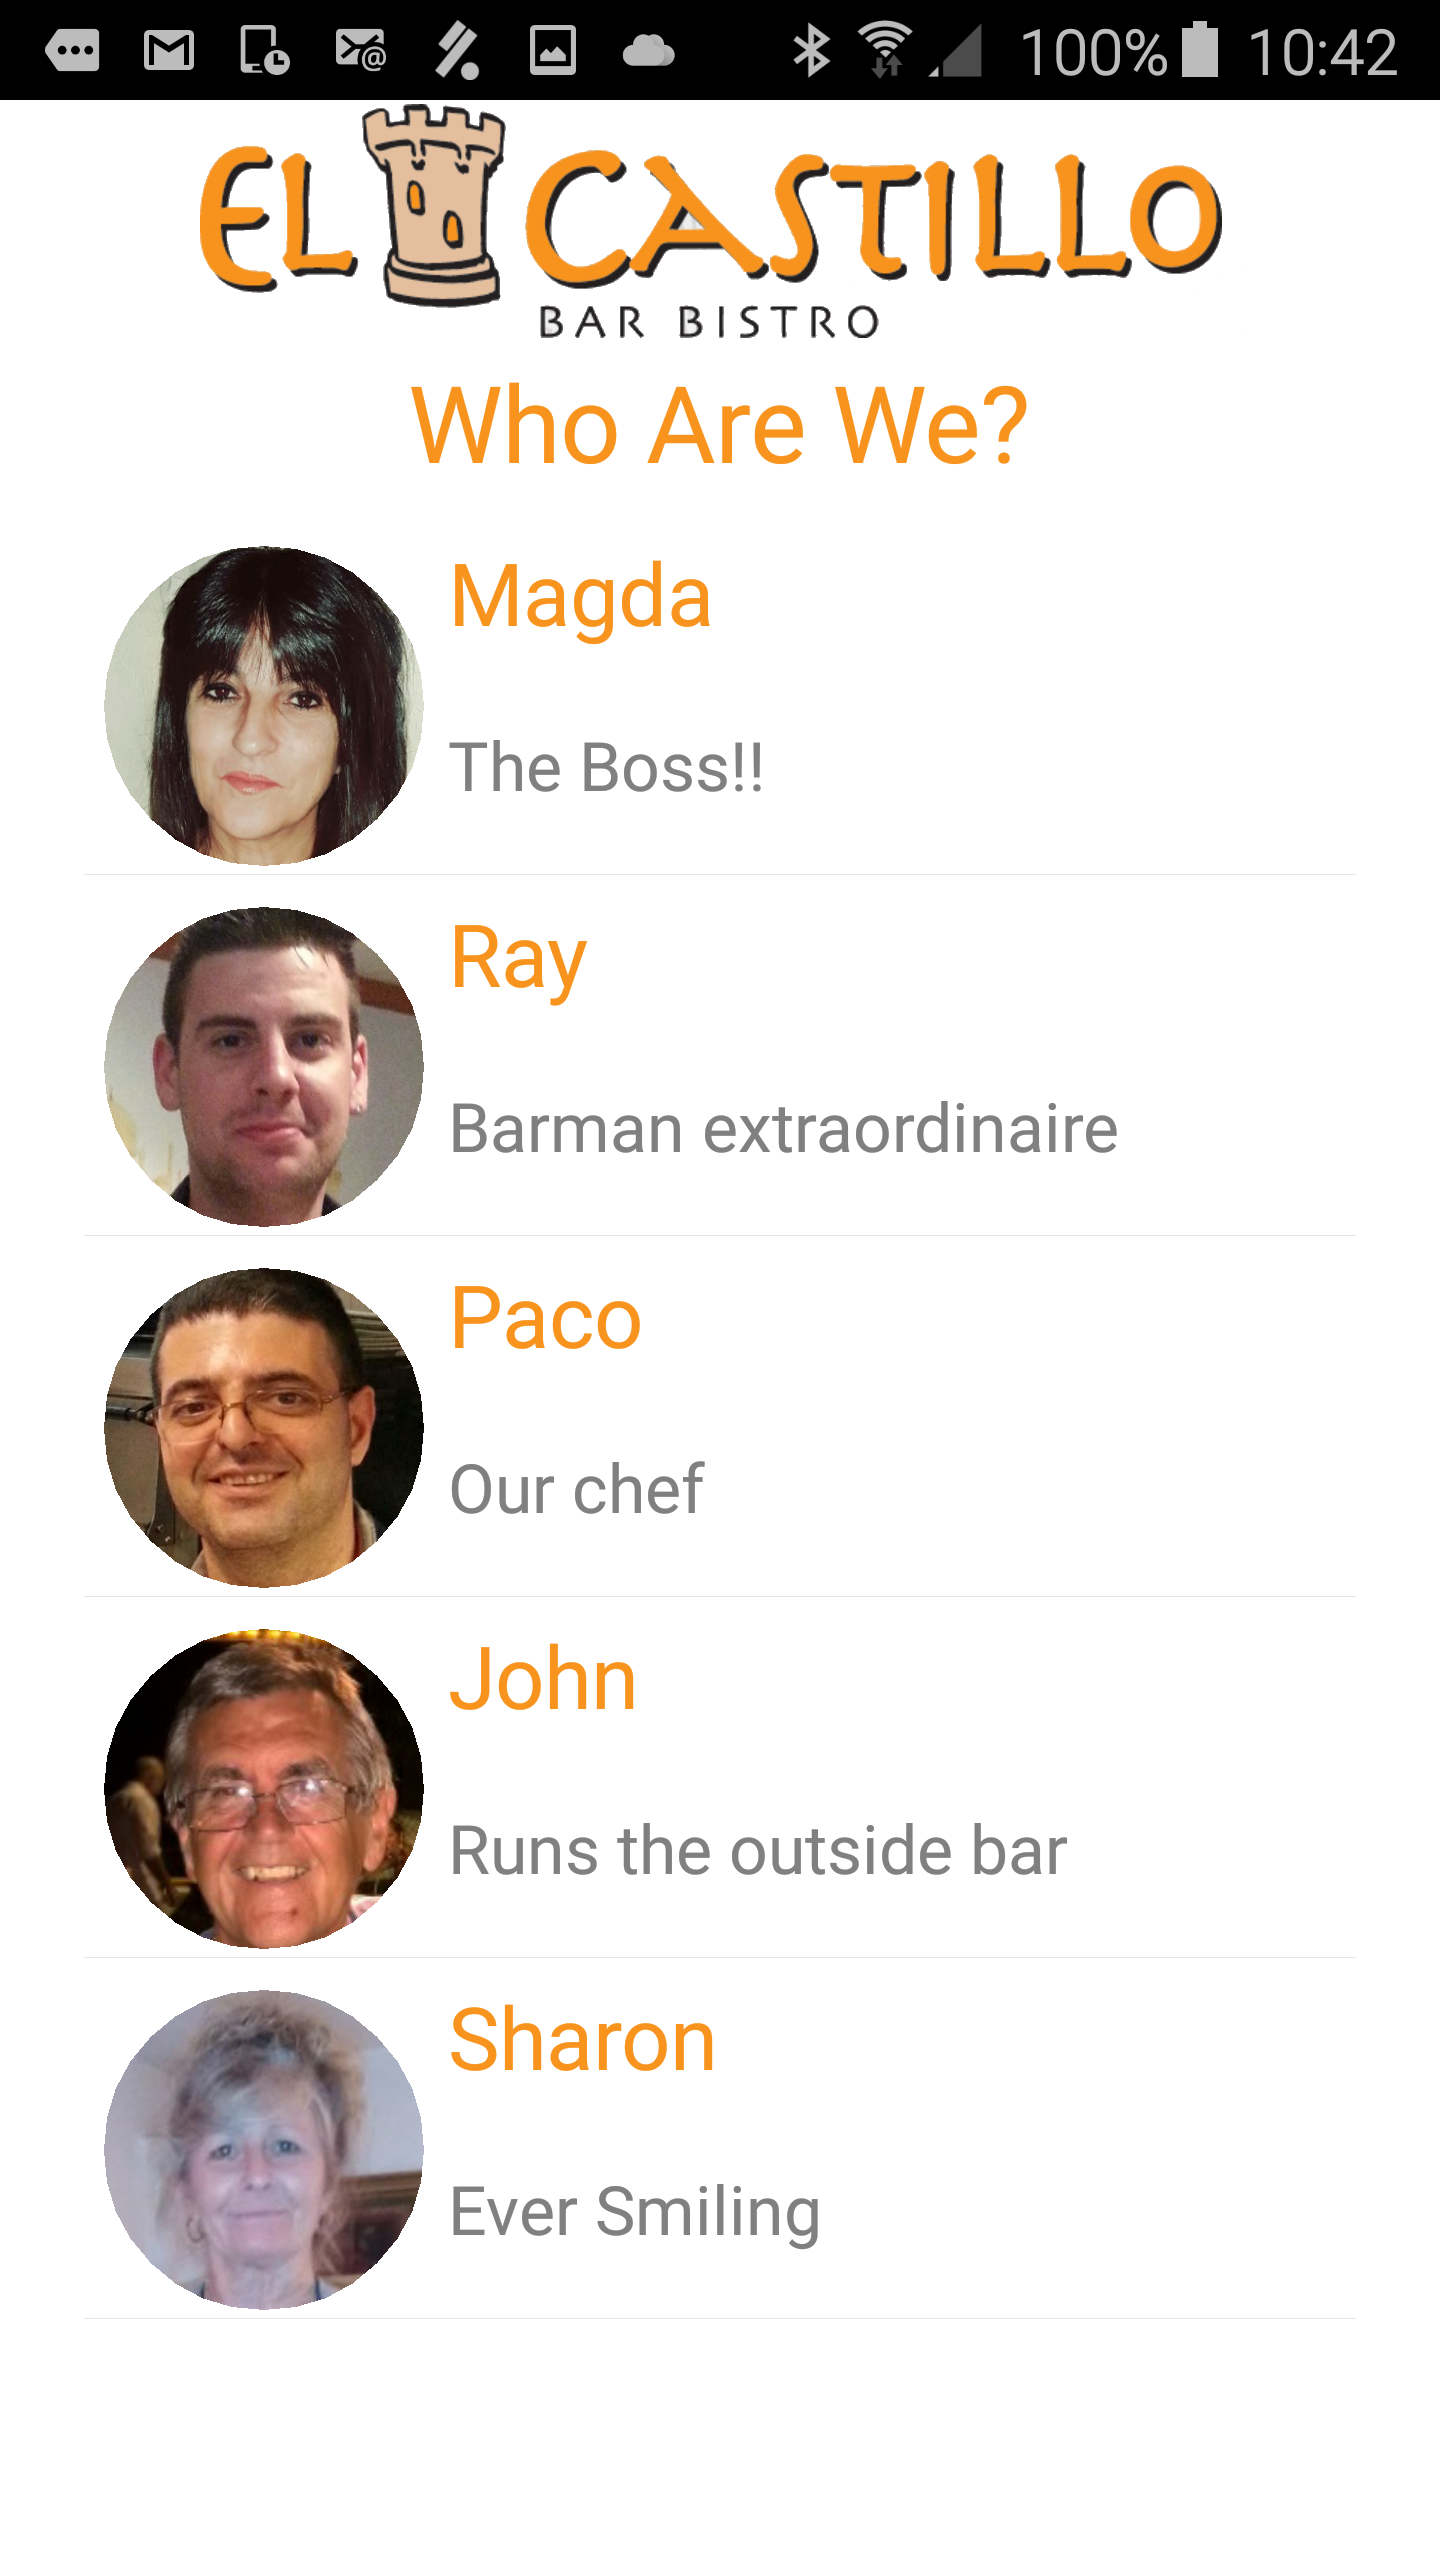 100% 10:42
EL CASTILLO
BAR BISTRO
Who Are We?
Magda
The Boss!!
Ray
Barman extraordinaire
Paco
Our chef
John
Runs the outside bar
Sharon
Ever Smiling